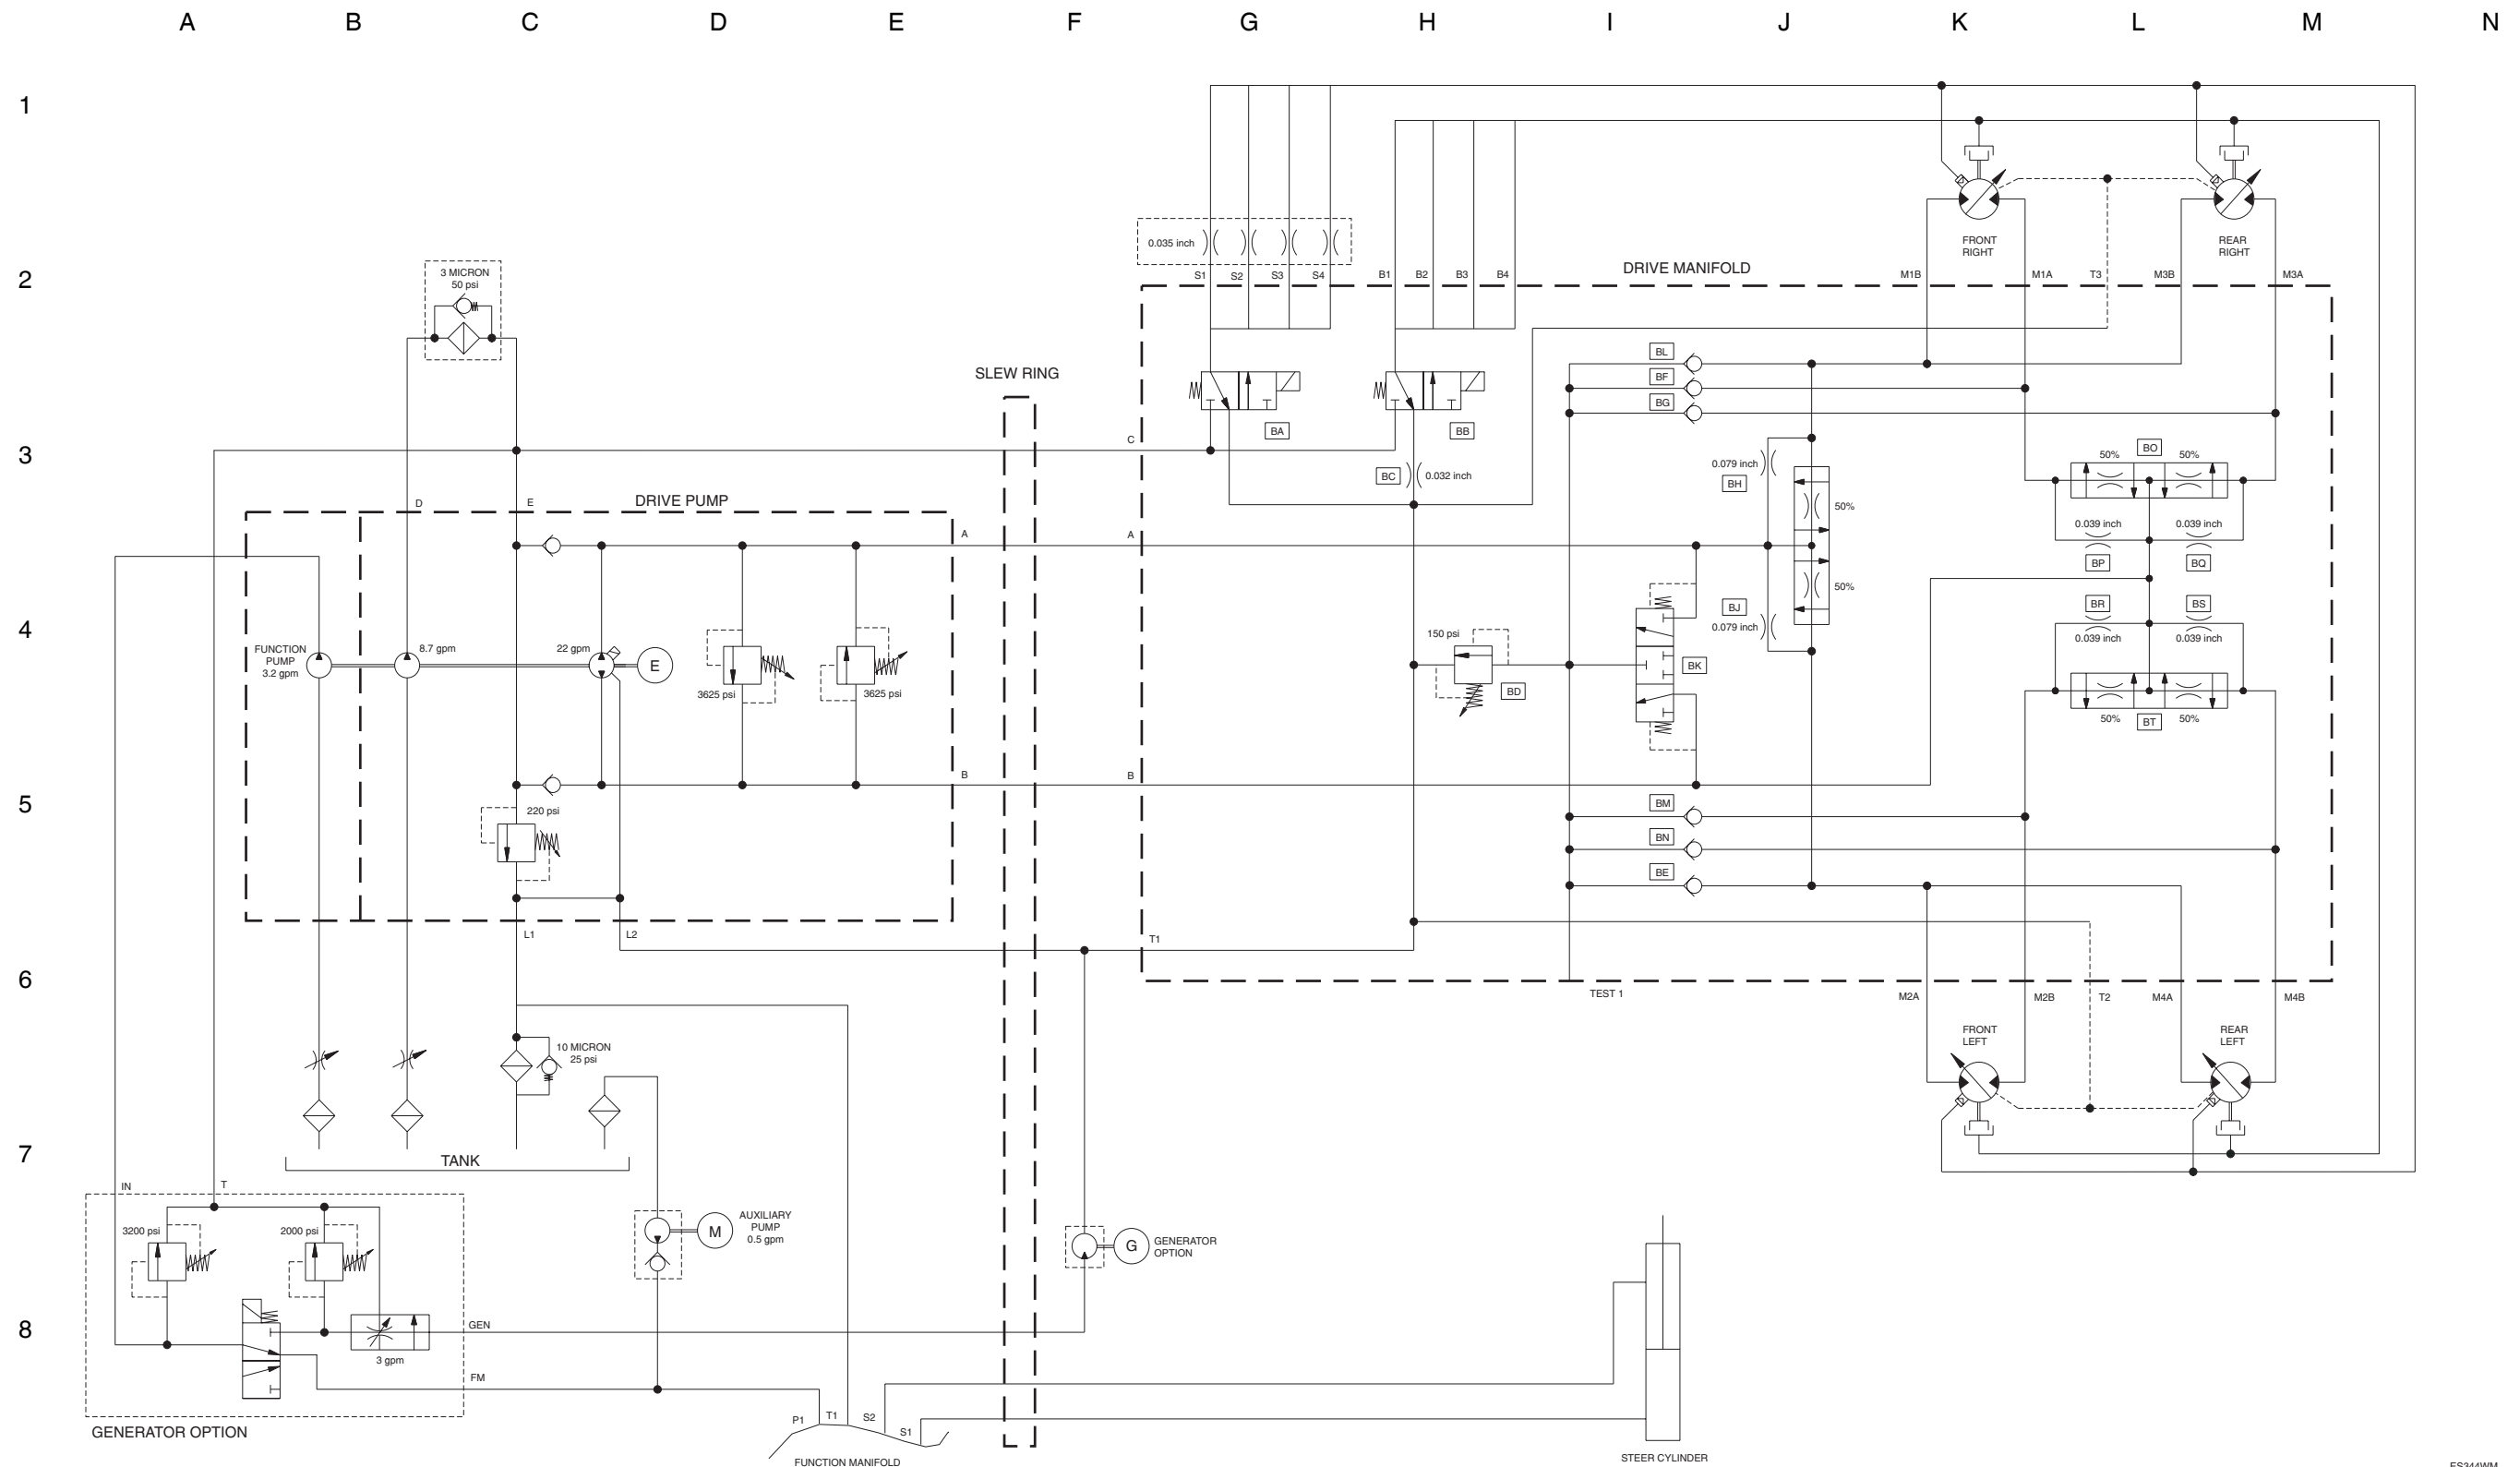 A B C D E F G H I J K L M N
1
FRONT
RIGHT
REAR
RIGHT
0.035 inch
2
3 MICRON
50 psi
S1 S2 S3 S4 B1 B2 B3 B4
DRIVE MANIFOLD
M1B M1A T3 M3B M3A
SLEW RING
BL
BF
BG
BA
BB
C
3
BC 0.032 inch
0.079 inch
BH
50% BO 50%
D E
DRIVE PUMP
50%
0.039 inch 0.039 inch
A A
BP BQ
50%
BJ
0.079 inch
BR BS
0.039 inch 0.039 inch
4
FUNCTION
PUMP
3.2 gpm
8.7 gpm
22 gpm
E
3625 psi
3625 psi
150 psi
BD
BK
50% BT 50%
B B
5
220 psi
BM
BN
BE
L1 L2
T1
6
TEST 1
M2A M2B T2 M4A M4B
FRONT
LEFT
REAR
LEFT
10 MICRON
25 psi
7
TANK
IN T
3200 psi
2000 psi
M
AUXILIARY
PUMP
0.5 gpm
G
GENERATOR
OPTION
8
GEN
3 gpm
FM
GENERATOR OPTION
P1 T1 S2 S1
FUNCTION MANIFOLD
STEER CYLINDER
ES344WM